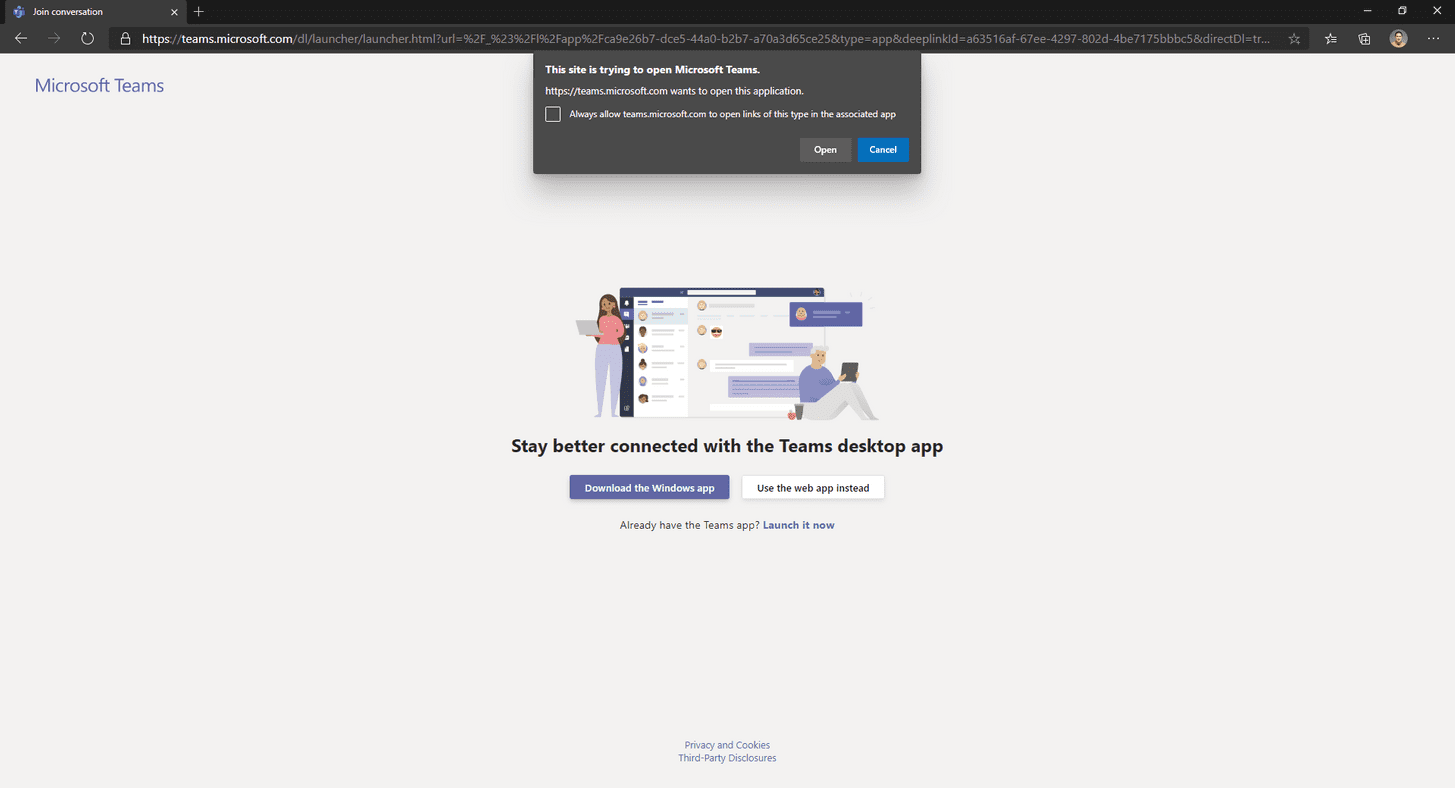 Join conversation
https://teams.microsoft.com/dl/launcher/launcher.html?url=%2F_%23%2Fl%2Fapp%2Fca9e26b7-dce5-44a0-b2b7-a70a3d65ce25&type=app&deeplinkId=a63516af-67ee-4297-802d-4be7175bbbc5&directDl=tr...
Microsoft Teams
This site is trying to open Microsoft Teams.
https://teams.microsoft.com wants to open this application.
Always allow teams.microsoft.com to open links of this type in the associated app
Open Cancel
Stay better connected with the Teams desktop app
Download the Windows app Use the web app instead
Already have the Teams app? Launch it now
Privacy and Cookies
Third-Party Disclosures